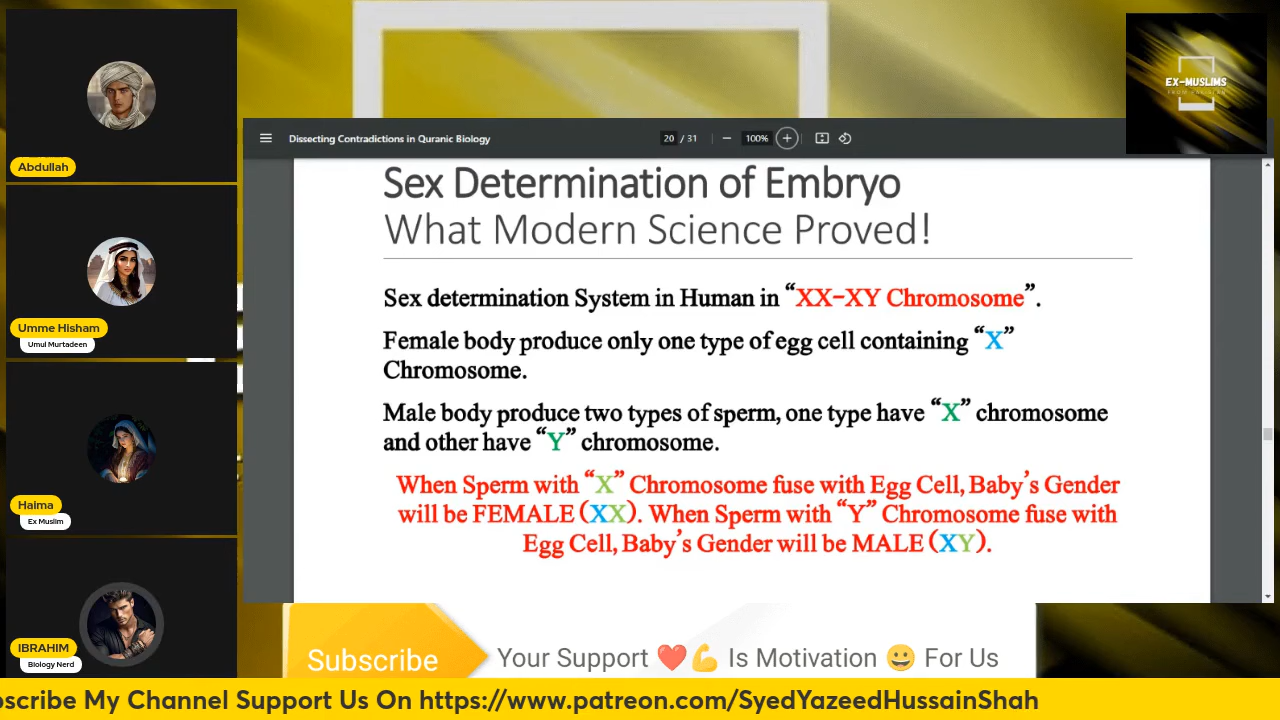 Abdullah
Umme Hisham
Umul Murtadeen
Haima
Ex Muslim
IBRAHIM
Biology Nerd
EX-MUSLIMS
FROM PAKISTAN
Dissecting Contradictions in Quranic Biology
20 / 31
100%
Sex Determination of Embryo
What Modern Science Proved!
Sex determination System in Human in “XX-XY Chromosome”.
Female body produce only one type of egg cell containing “X”
Chromosome.
Male body produce two types of sperm, one type have “X” chromosome
and other have “Y” chromosome.
When Sperm with “X” Chromosome fuse with Egg Cell, Baby’s Gender
will be FEMALE (XX). When Sperm with “Y” Chromosome fuse with
Egg Cell, Baby’s Gender will be MALE (XY).
Subscribe
Your Support ❤️💪 Is Motivation 😀 For Us
scribe My Channel Support Us On https://www.patreon.com/SyedYazeedHussainShah